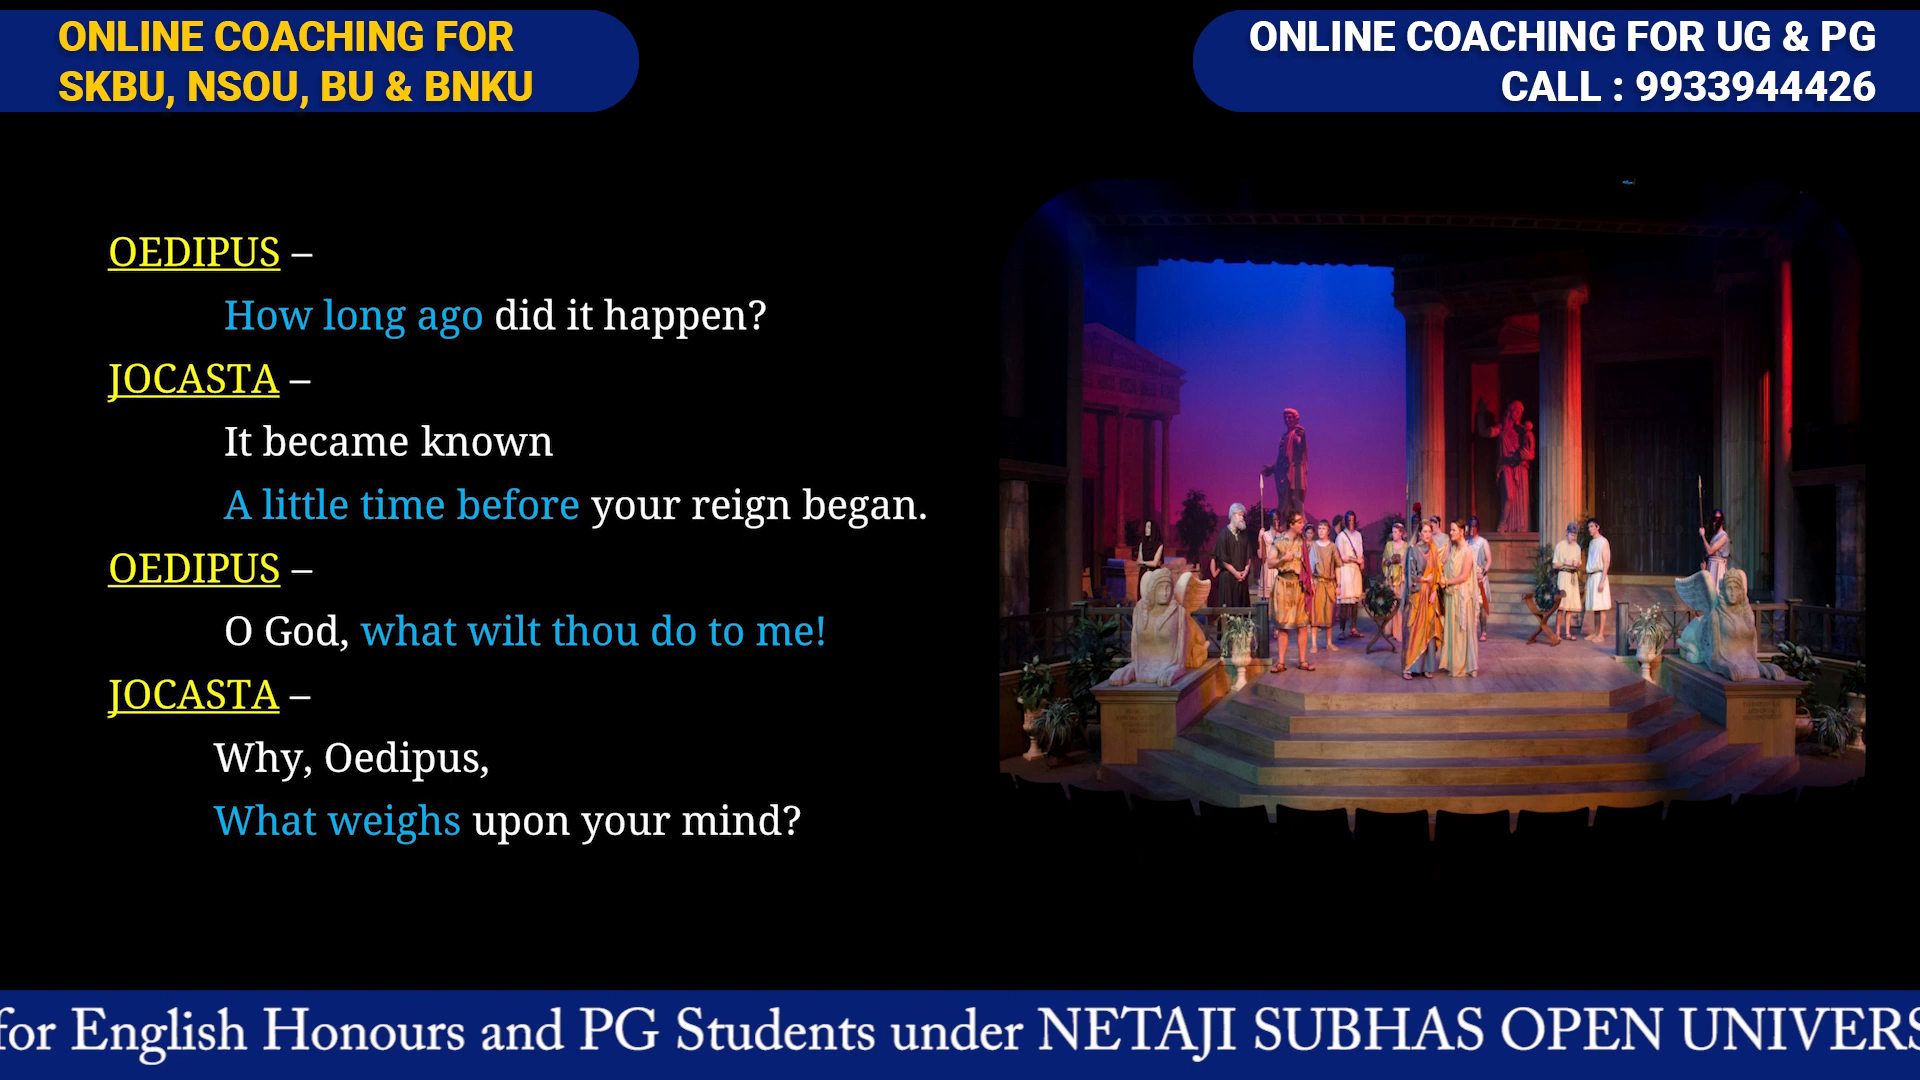 ONLINE COACHING FOR
SKBU, NSOU, BU & BNKU
ONLINE COACHING FOR UG & PG
CALL : 9933944426
OEDIPUS –
How long ago did it happen?
JOCASTA –
It became known
A little time before your reign began.
OEDIPUS –
O God, what wilt thou do to me!
JOCASTA –
Why, Oedipus,
What weighs upon your mind?
for English Honours and PG Students under NETAJI SUBHAS OPEN UNIVERS